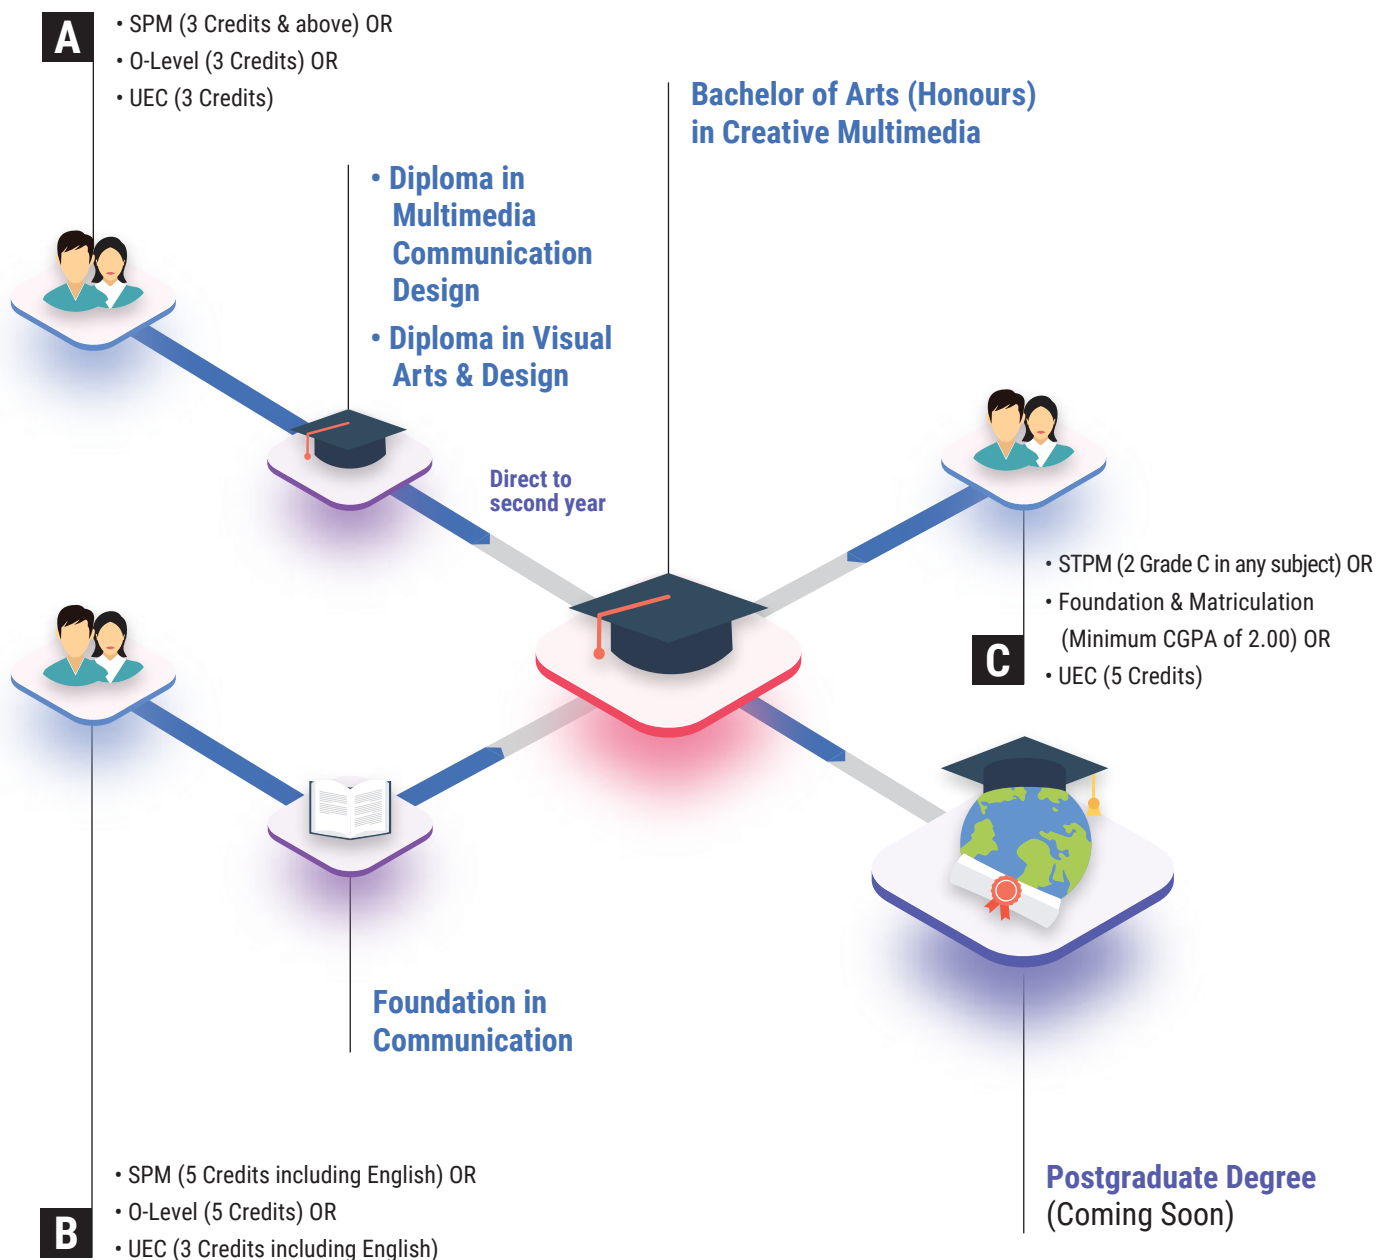 A
• SPM (3 Credits & above) OR
• O-Level (3 Credits) OR
• UEC (3 Credits)
Bachelor of Arts (Honours)
in Creative Multimedia
• Diploma in
Multimedia
Communication
Design
• Diploma in Visual
Arts & Design
Direct to
second year
• STPM (2 Grade C in any subject) OR
• Foundation & Matriculation
(Minimum CGPA of 2.00) OR
• UEC (5 Credits)
C
Foundation in
Communication
B
• SPM (5 Credits including English) OR
• O-Level (5 Credits) OR
• UEC (3 Credits including English)
Postgraduate Degree
(Coming Soon)